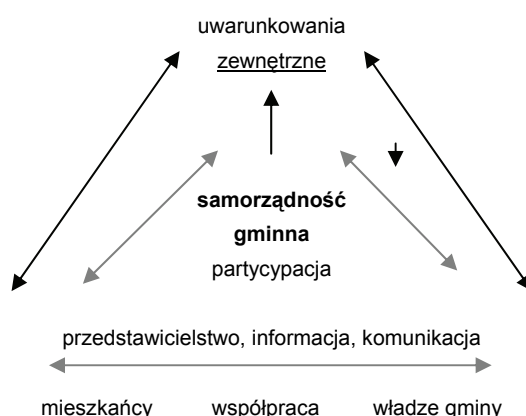 uwarunkowania
zewnętrzne
samorządność
gminna
partycypacja
przedstawicielstwo, informacja, komunikacja
mieszkańcy współpraca władze gminy